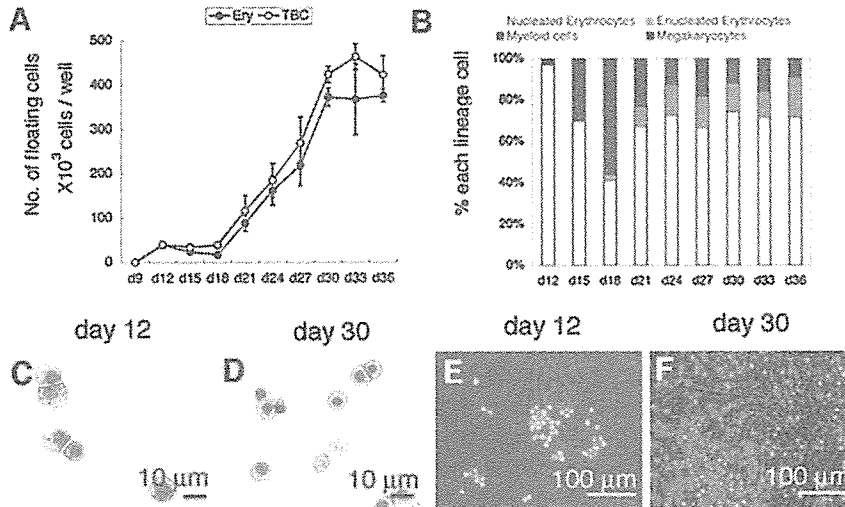 A
Ery TBC
No. of floating cells
X10³ cells / well
500
400
300
200
100
0
d9 d12 d15 d18 d21 d24 d27 d30 d33 d36
B
Nucleated Erythrocytes Enucleated Erythrocytes
Myeloid cells Megakaryocytes
% each lineage cell
100%
80%
60%
40%
20%
0%
d12 d15 d18 d21 d24 d27 d30 d33 d36
day 12 day 30 day 12 day 30
C D E F
10 μm 10 μm 100 μm 100 μm